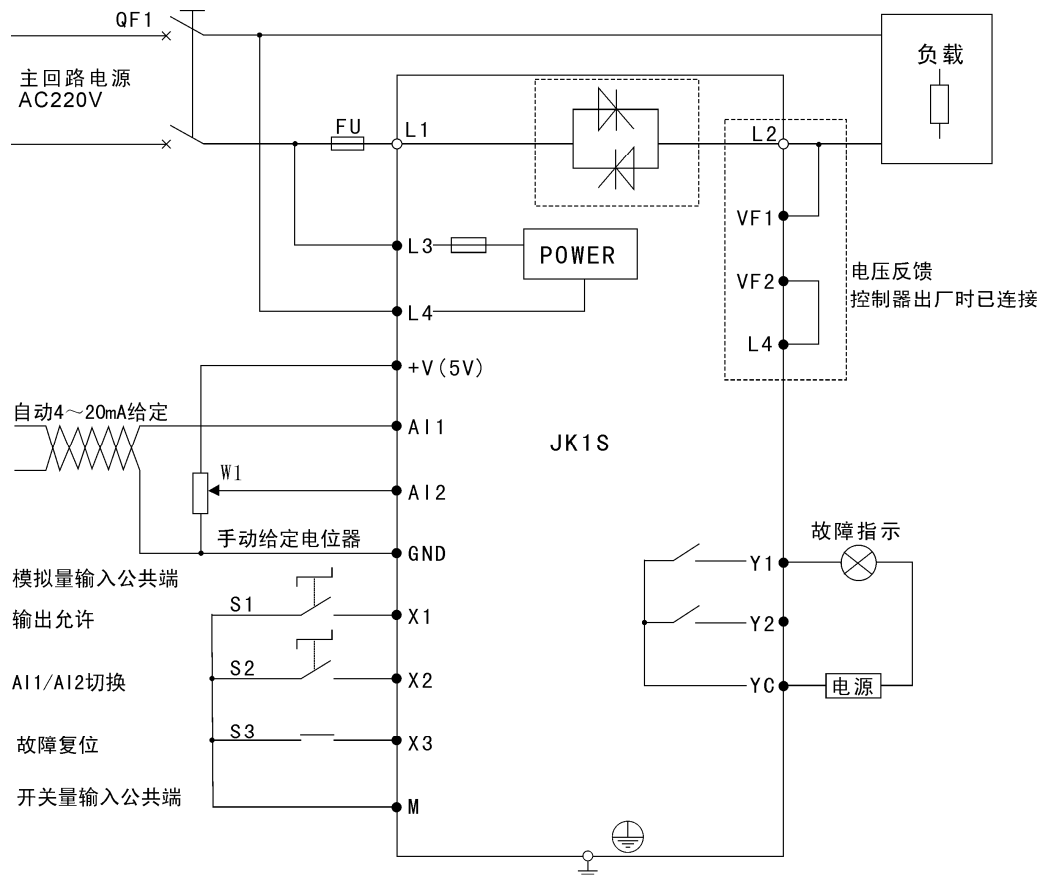 QF1
主回路电源
AC220V
负载
FU
L1
L2
VF1
L3
POWER
VF2
电压反馈
控制器出厂时已连接
L4
L4
+V(5V)
自动4～20mA给定
AI1
JK1S
W1
AI2
手动给定电位器
GND
故障指示
模拟量输入公共端
Y1
S1
输出允许
X1
Y2
S2
AI1/AI2切换
X2
YC
电源
S3
故障复位
X3
开关量输入公共端
M